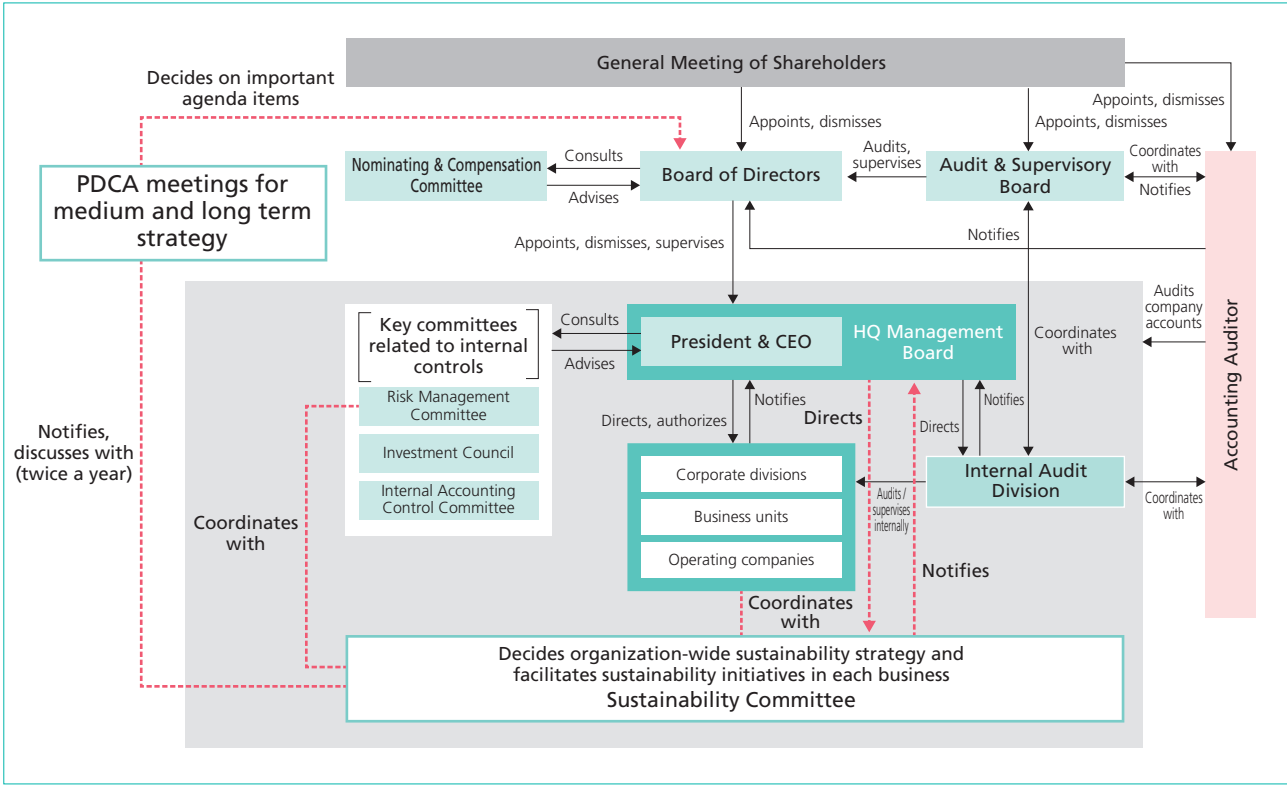 General Meeting of Shareholders
Decides on important
agenda items
Appoints, dismisses
Appoints, dismisses
Appoints, dismisses
PDCA meetings for
medium and long term
strategy
Nominating & Compensation
Committee
Consults
Advises
Board of Directors
Audits,
supervises
Audit & Supervisory
Board
Coordinates
with
Notifies
Notifies
Appoints, dismisses, supervises
Accounting Auditor
Audits
company
accounts
Key committees
related to internal
controls
Consults
Advises
President & CEO
HQ Management
Board
Coordinates
with
Risk Management
Committee
Investment Council
Internal Accounting
Control Committee
Notifies,
discusses with
(twice a year)
Directs, authorizes
Notifies
Directs
Directs
Notifies
Corporate divisions
Business units
Operating companies
Audits /
supervises
internally
Internal Audit
Division
Coordinates
with
Coordinates
with
Notifies
Coordinates
with
Decides organization-wide sustainability strategy and
facilitates sustainability initiatives in each business
Sustainability Committee